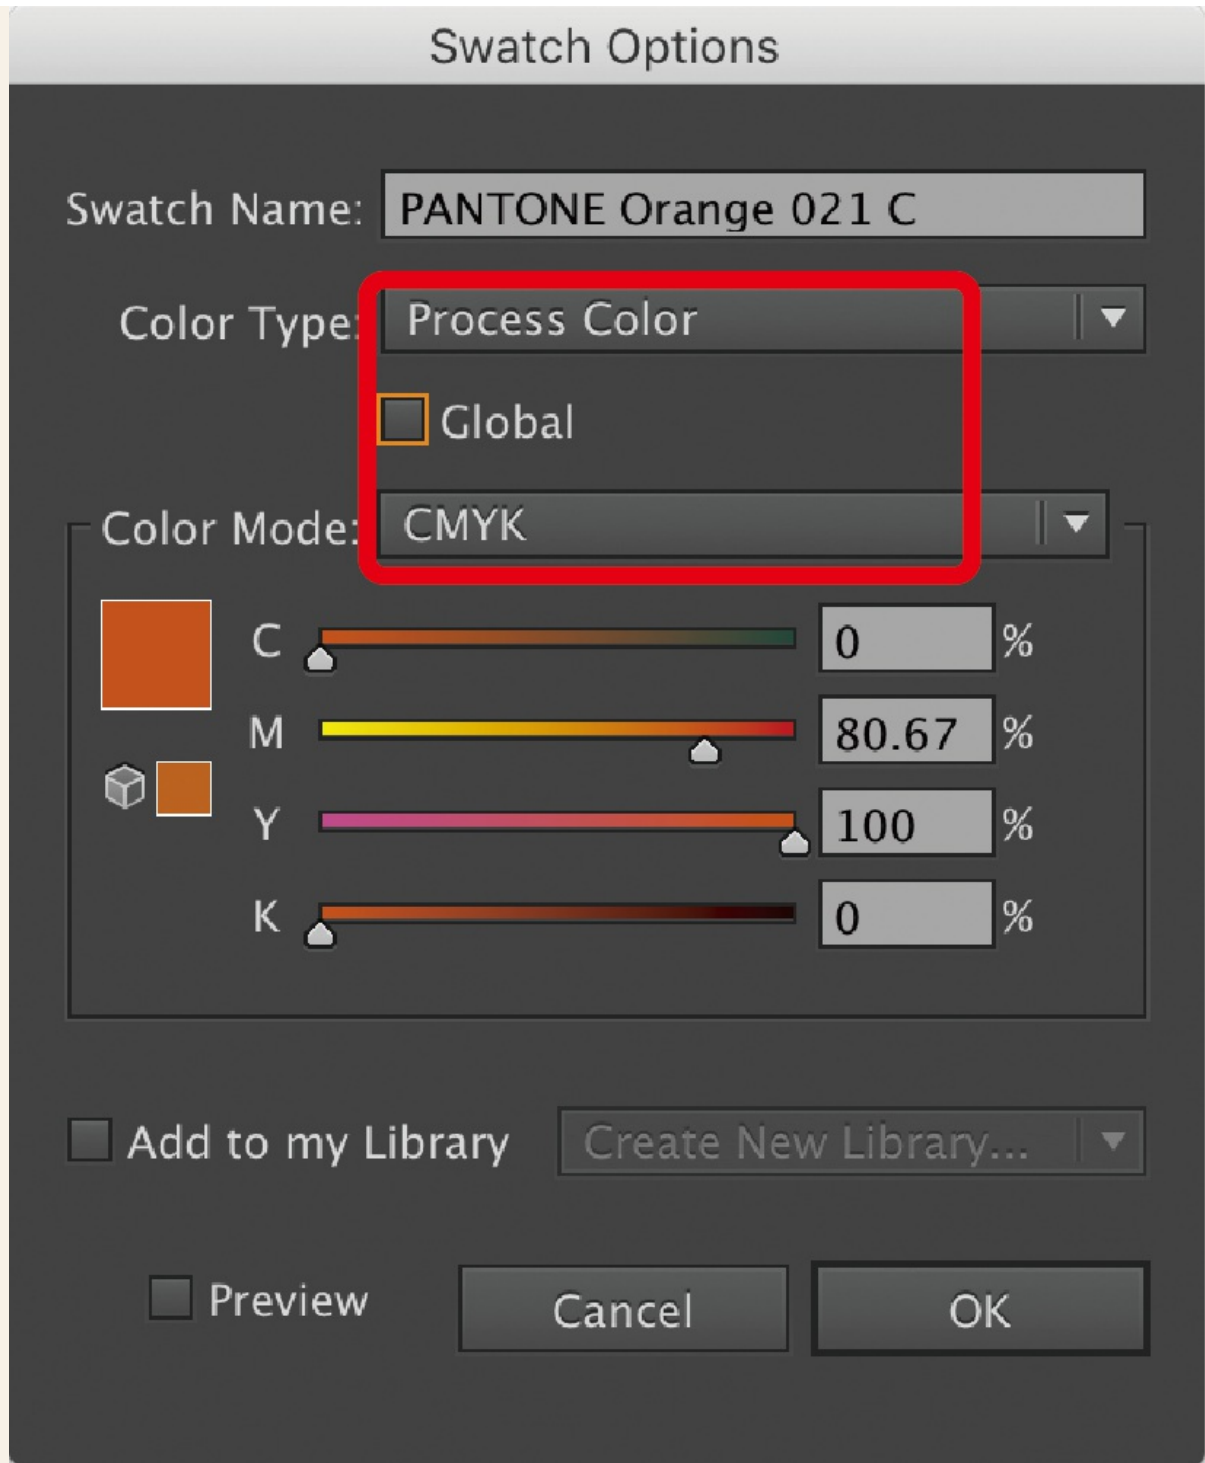 Swatch Options
Swatch Name: PANTONE Orange 021 C
Color Type: Process Color
Global
Color Mode: CMYK
C 0 %
M 80.67 %
Y 100 %
K 0 %
Add to my Library Create New Library...
Preview Cancel OK